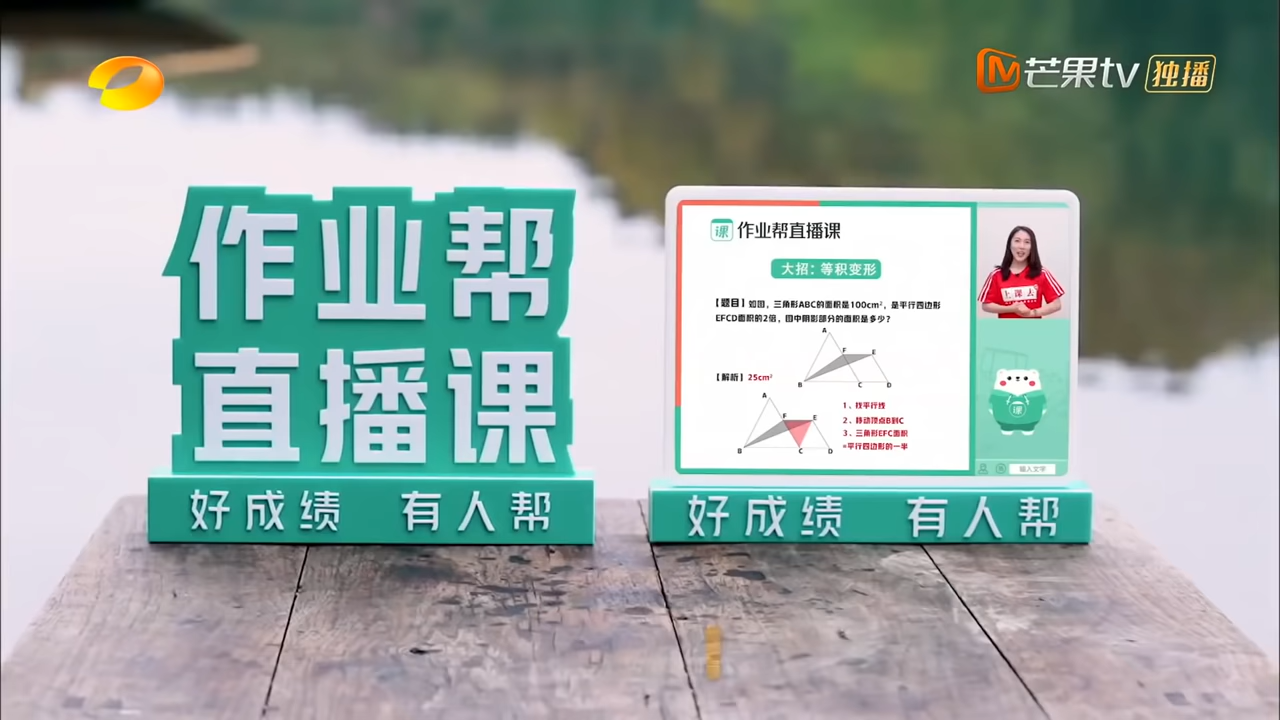 芒果tv 独播
作业帮
直播课
好成绩 有人帮
课 作业帮直播课
大招：等积变形
【题目】如图，三角形ABC的面积是100cm²，是平行四边形
EFCD面积的2倍，图中阴影部分的面积是多少？
A
F E
B C D
【解析】25cm²
A
F E
B C D
1、找平行线
2、移动顶点B到C
3、三角形EFC面积
=平行四边形的一半
上课去
课
输入文字
好成绩 有人帮